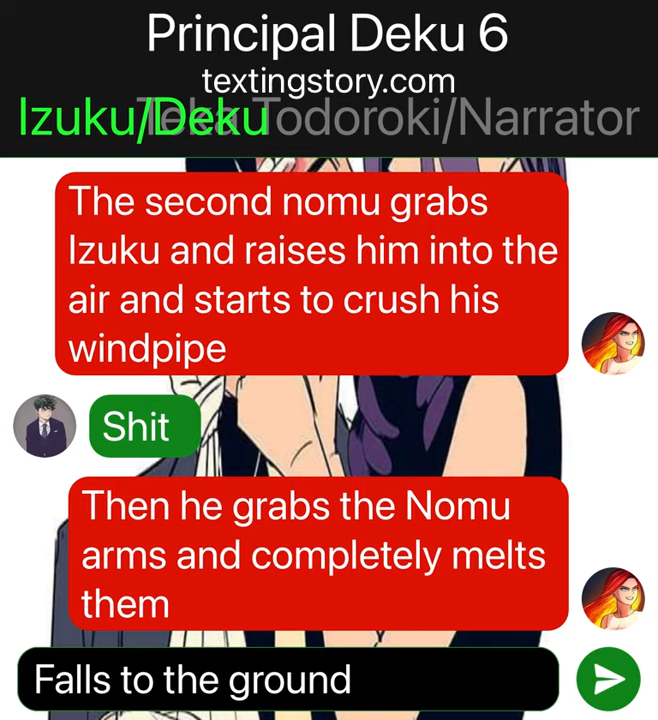 Principal Deku 6
textingstory.com
Izuku/Deku Todoroki/Narrator
The second nomu grabs
Izuku and raises him into the
air and starts to crush his
windpipe
Shit
Then he grabs the Nomu
arms and completely melts
them
Falls to the ground